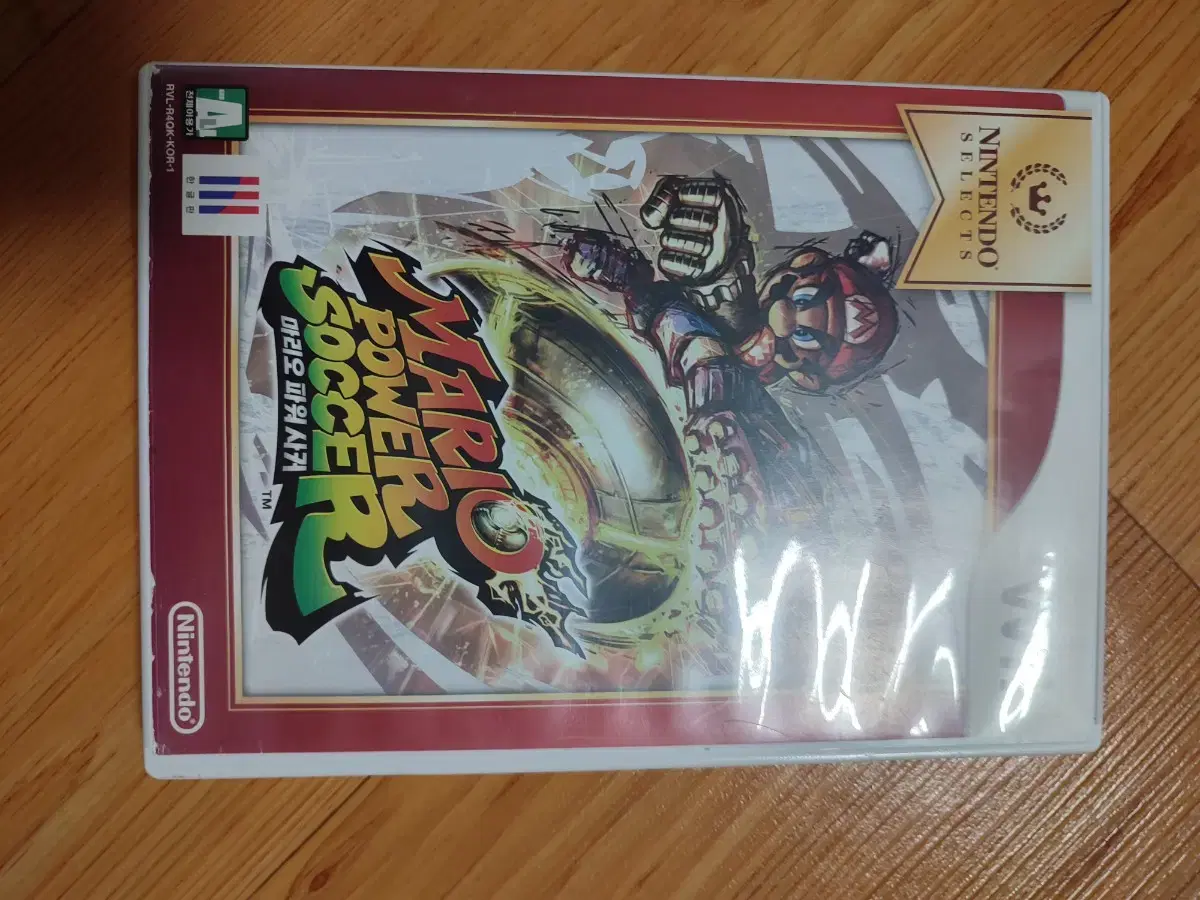 NINTENDO
SELECTS
Wii
MARIO
POWER
SOCCER
마리오 파워사커
TM
A
ALL
전체이용가
한글판
RVL-R4QK-KOR-1
Nintendo®